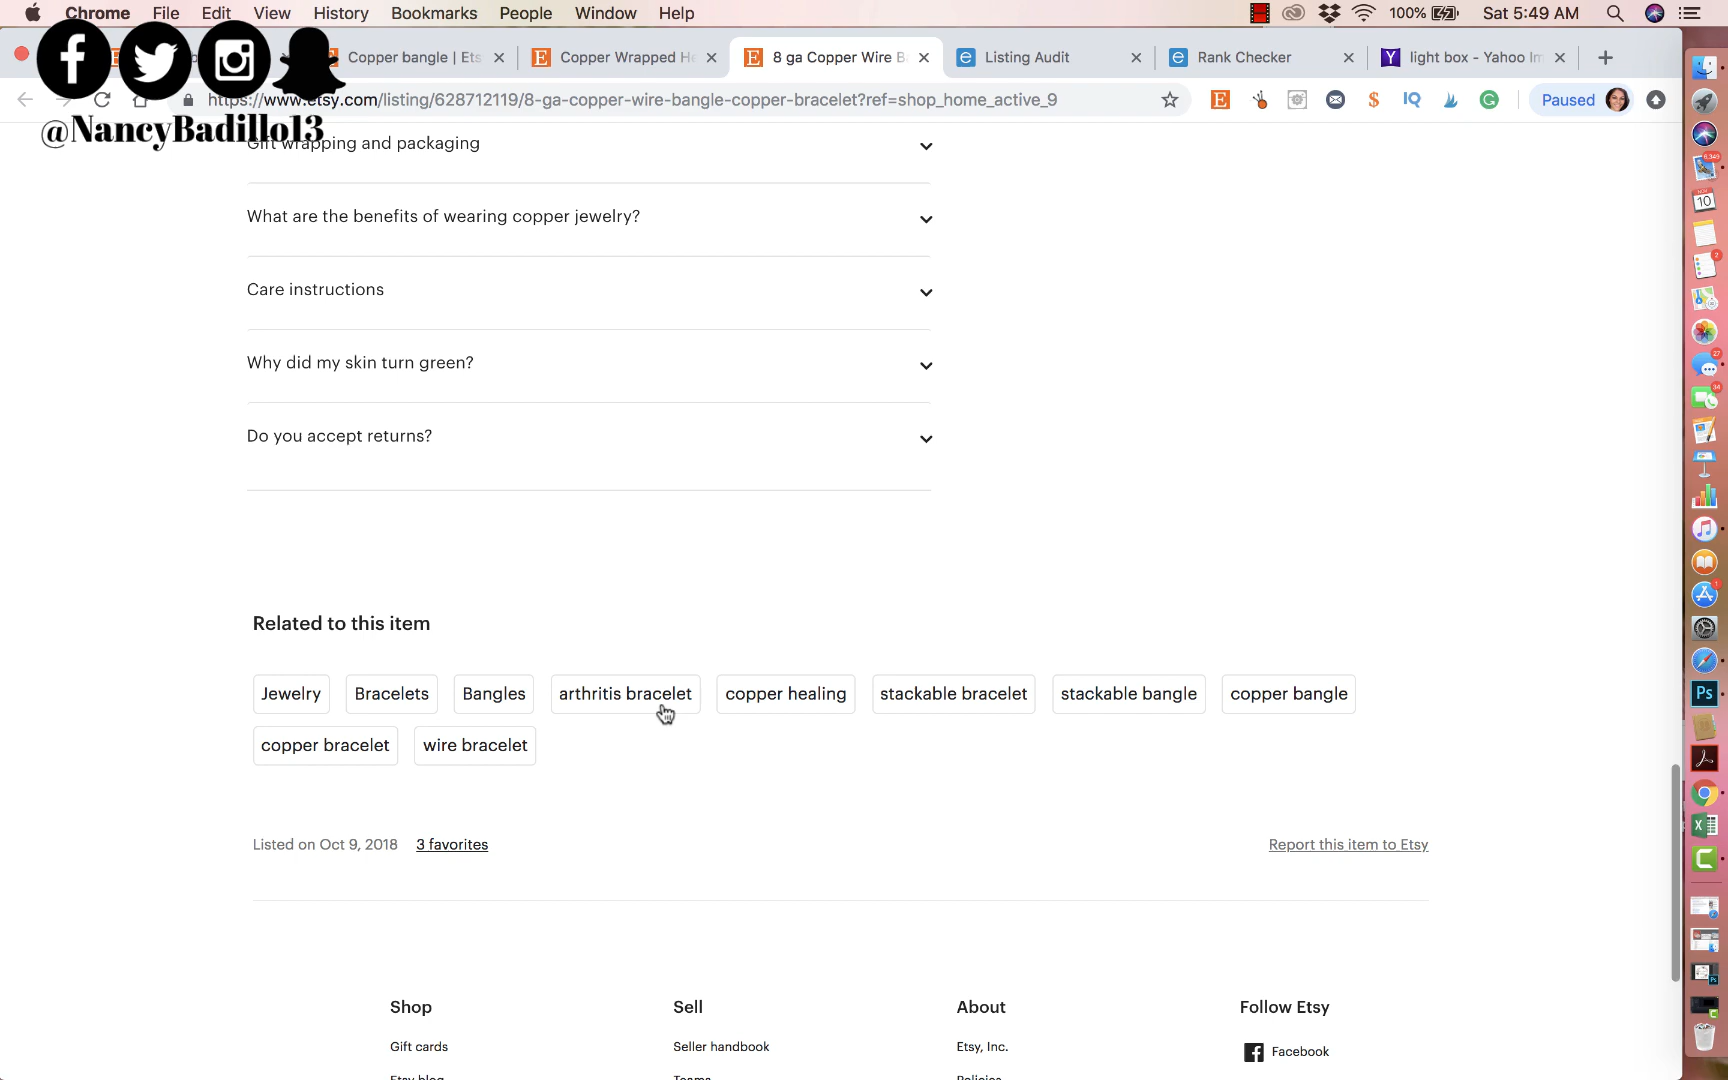 Chrome File Edit View History Bookmarks People Window Help 100% Sat 5:49 AM
Copper bangle | Ets Copper Wrapped He 8 ga Copper Wire B Listing Audit Rank Checker light box - Yahoo Im
https://www.etsy.com/listing/628712119/8-ga-copper-wire-bangle-copper-bracelet?ref=shop_home_active_9 Paused
@NancyBadillo13
Gift wrapping and packaging
What are the benefits of wearing copper jewelry?
Care instructions
Why did my skin turn green?
Do you accept returns?
Related to this item
Jewelry Bracelets Bangles arthritis bracelet copper healing stackable bracelet stackable bangle copper bangle
copper bracelet wire bracelet
Listed on Oct 9, 2018 3 favorites Report this item to Etsy
Shop Sell About Follow Etsy
Gift cards Seller handbook Etsy, Inc. Facebook
Etsy blog Teams Policies